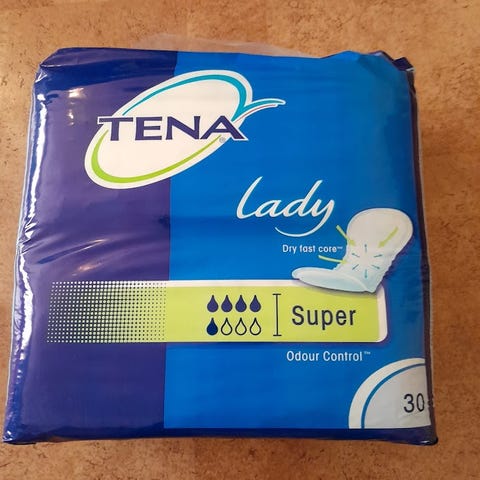 TENA®
Lady
Dry fast core™
Super
Odour Control™
30